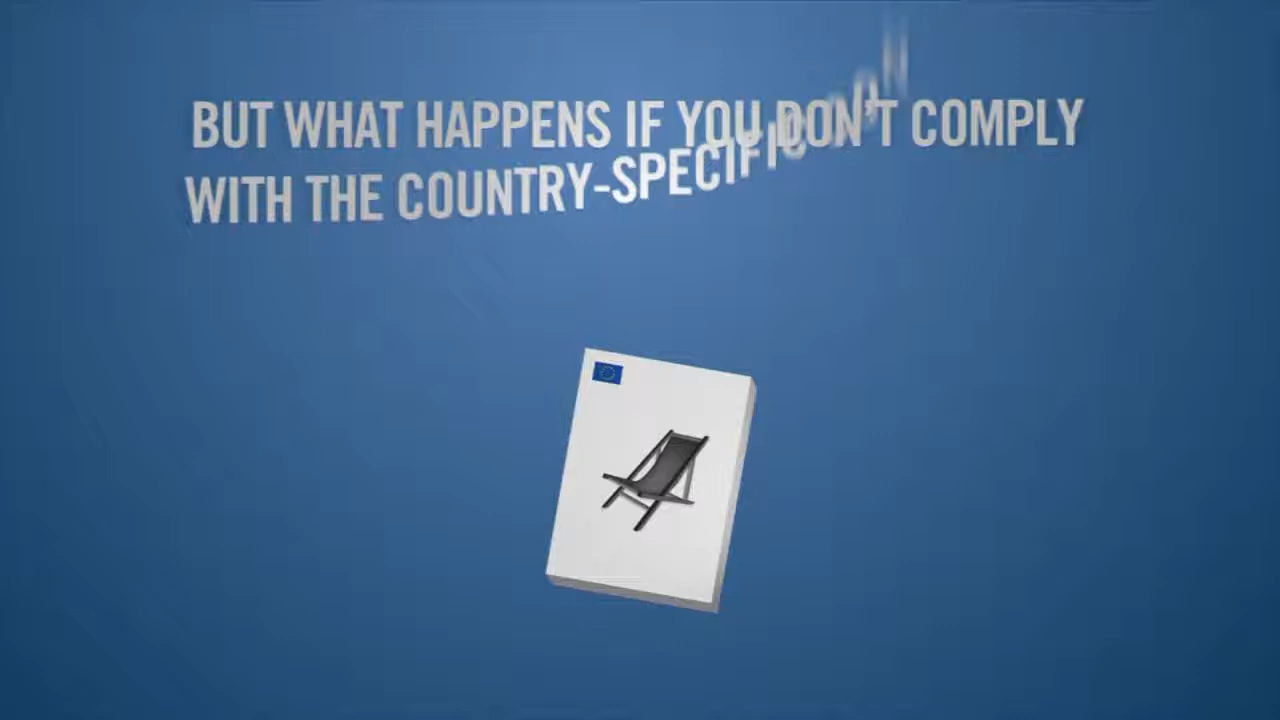 BUT WHAT HAPPENS IF YOU DON'T COMPLY
WITH THE COUNTRY-SPECIFIC